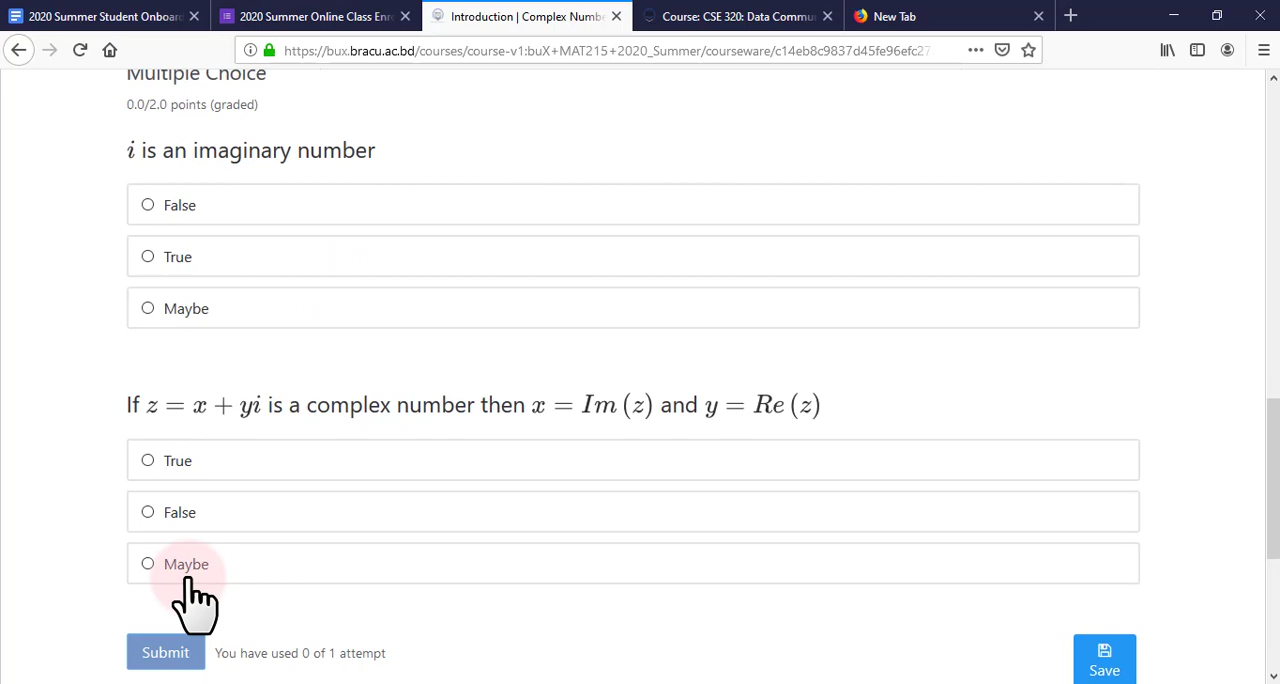 2020 Summer Student Onboard
2020 Summer Online Class Enr
Introduction | Complex Numbe
Course: CSE 320: Data Commu
New Tab
https://bux.bracu.ac.bd/courses/course-v1:buX+MAT215+2020_Summer/courseware/c14eb8c9837d45fe96efc27
Multiple Choice
0.0/2.0 points (graded)
i is an imaginary number
False
True
Maybe
If z = x + yi is a complex number then x = Im (z) and y = Re (z)
True
False
Maybe
Submit
You have used 0 of 1 attempt
Save